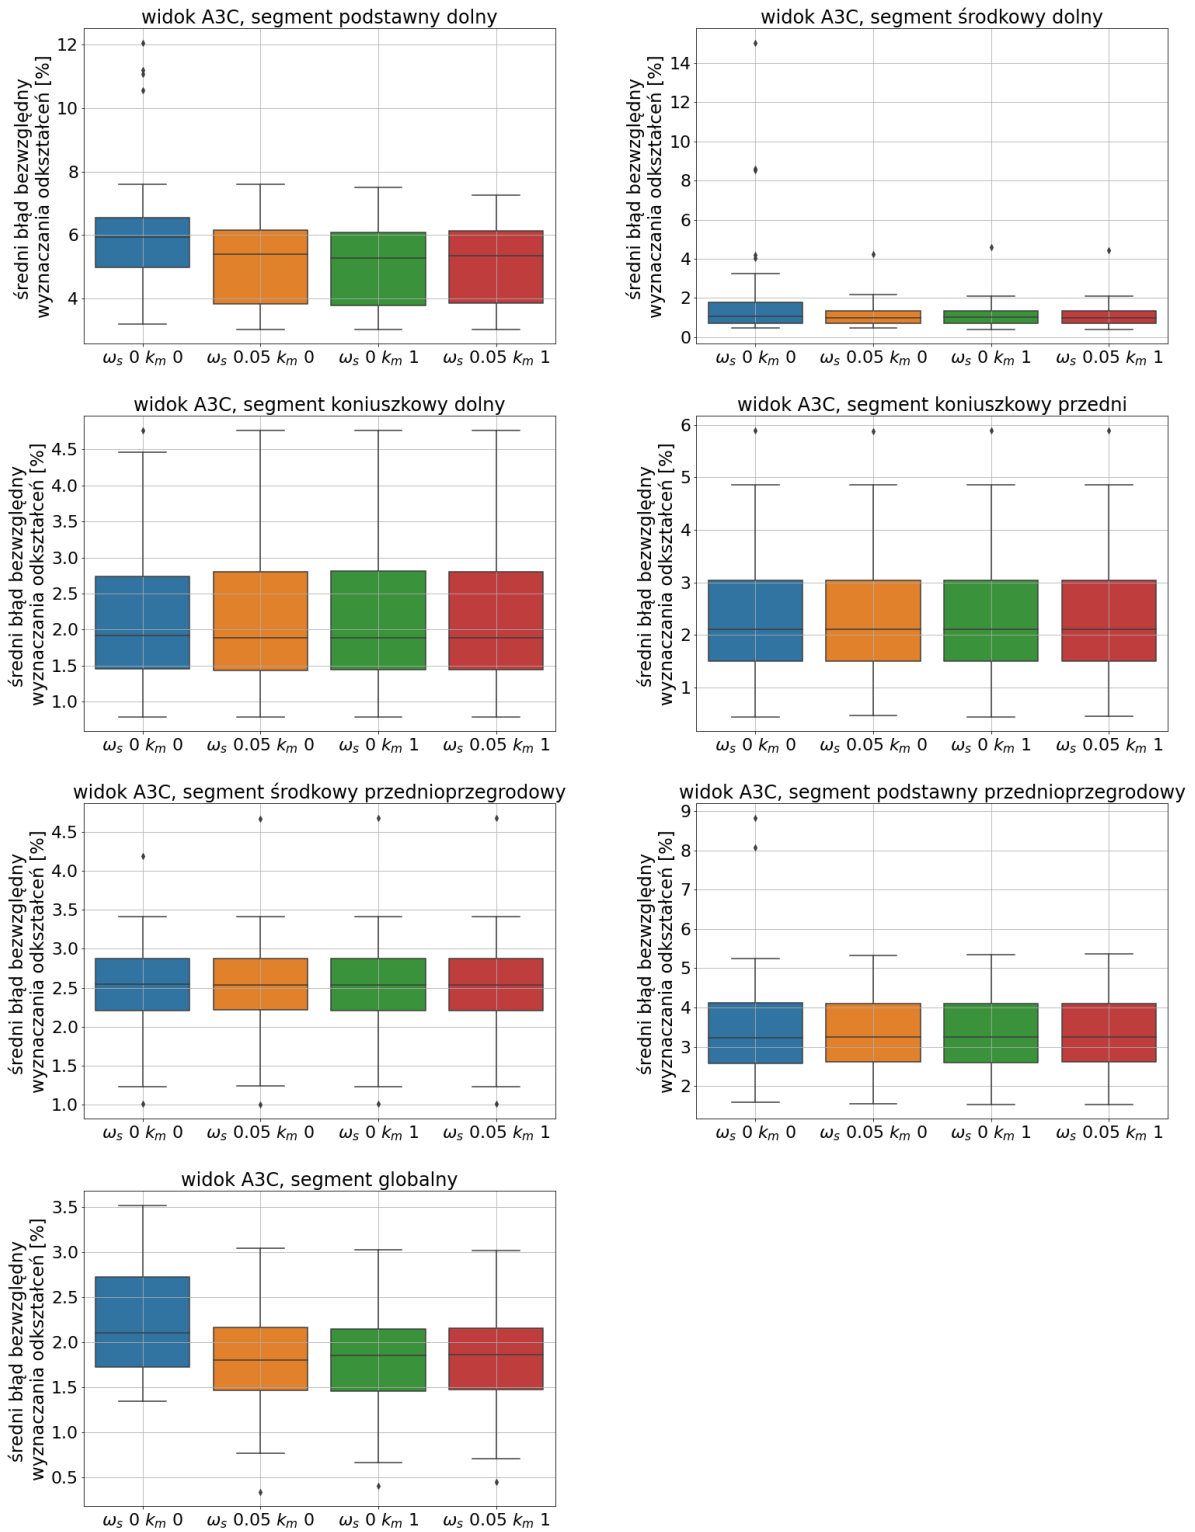 widok A3C, segment podstawny dolny
średni błąd bezwzględny
wyznaczania odkształceń [%]
12
10
8
6
4
ωs 0 km 0 ωs 0.05 km 0 ωs 0 km 1 ωs 0.05 km 1
widok A3C, segment środkowy dolny
średni błąd bezwzględny
wyznaczania odkształceń [%]
14
12
10
8
6
4
2
0
ωs 0 km 0 ωs 0.05 km 0 ωs 0 km 1 ωs 0.05 km 1
widok A3C, segment koniuszkowy dolny
średni błąd bezwzględny
wyznaczania odkształceń [%]
4.5
4.0
3.5
3.0
2.5
2.0
1.5
1.0
ωs 0 km 0 ωs 0.05 km 0 ωs 0 km 1 ωs 0.05 km 1
widok A3C, segment koniuszkowy przedni
średni błąd bezwzględny
wyznaczania odkształceń [%]
6
5
4
3
2
1
ωs 0 km 0 ωs 0.05 km 0 ωs 0 km 1 ωs 0.05 km 1
widok A3C, segment środkowy przednioprzegrodowy
średni błąd bezwzględny
wyznaczania odkształceń [%]
4.5
4.0
3.5
3.0
2.5
2.0
1.5
1.0
ωs 0 km 0 ωs 0.05 km 0 ωs 0 km 1 ωs 0.05 km 1
widok A3C, segment podstawny przednioprzegrodowy
średni błąd bezwzględny
wyznaczania odkształceń [%]
9
8
7
6
5
4
3
2
ωs 0 km 0 ωs 0.05 km 0 ωs 0 km 1 ωs 0.05 km 1
widok A3C, segment globalny
średni błąd bezwzględny
wyznaczania odkształceń [%]
3.5
3.0
2.5
2.0
1.5
1.0
0.5
ωs 0 km 0 ωs 0.05 km 0 ωs 0 km 1 ωs 0.05 km 1